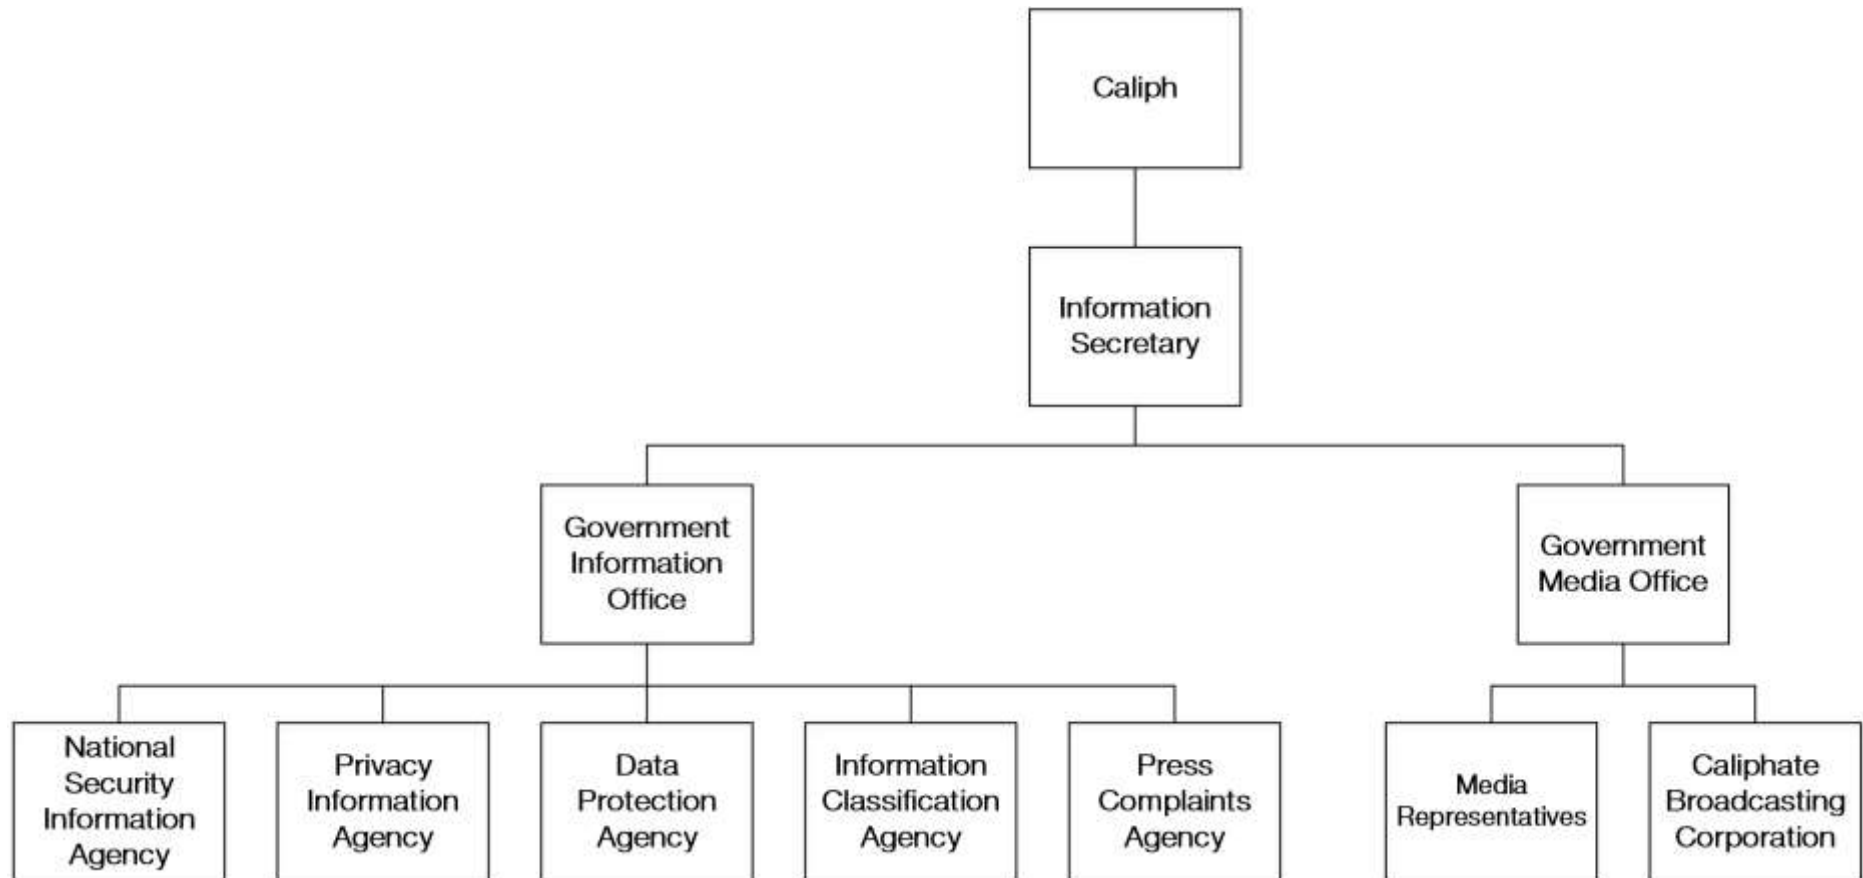 Caliph
Information
Secretary
Government
Information
Office
Government
Media Office
National
Security
Information
Agency
Privacy
Information
Agency
Data
Protection
Agency
Information
Classification
Agency
Press
Complaints
Agency
Media
Representatives
Caliphate
Broadcasting
Corporation